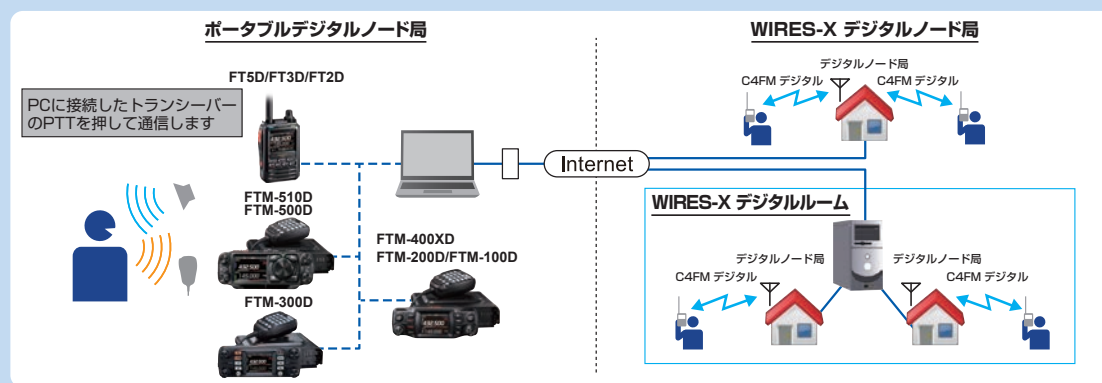 ポータブルデジタルノード局
WIRES-X デジタルノード局
FT5D/FT3D/FT2D
PCに接続したトランシーバー
のPTTを押して通信します
FTM-510D
FTM-500D
FTM-400XD
FTM-200D/FTM-100D
FTM-300D
Internet
デジタルノード局
C4FM デジタル
C4FM デジタル
WIRES-X デジタルルーム
デジタルノード局
C4FM デジタル
デジタルノード局
C4FM デジタル